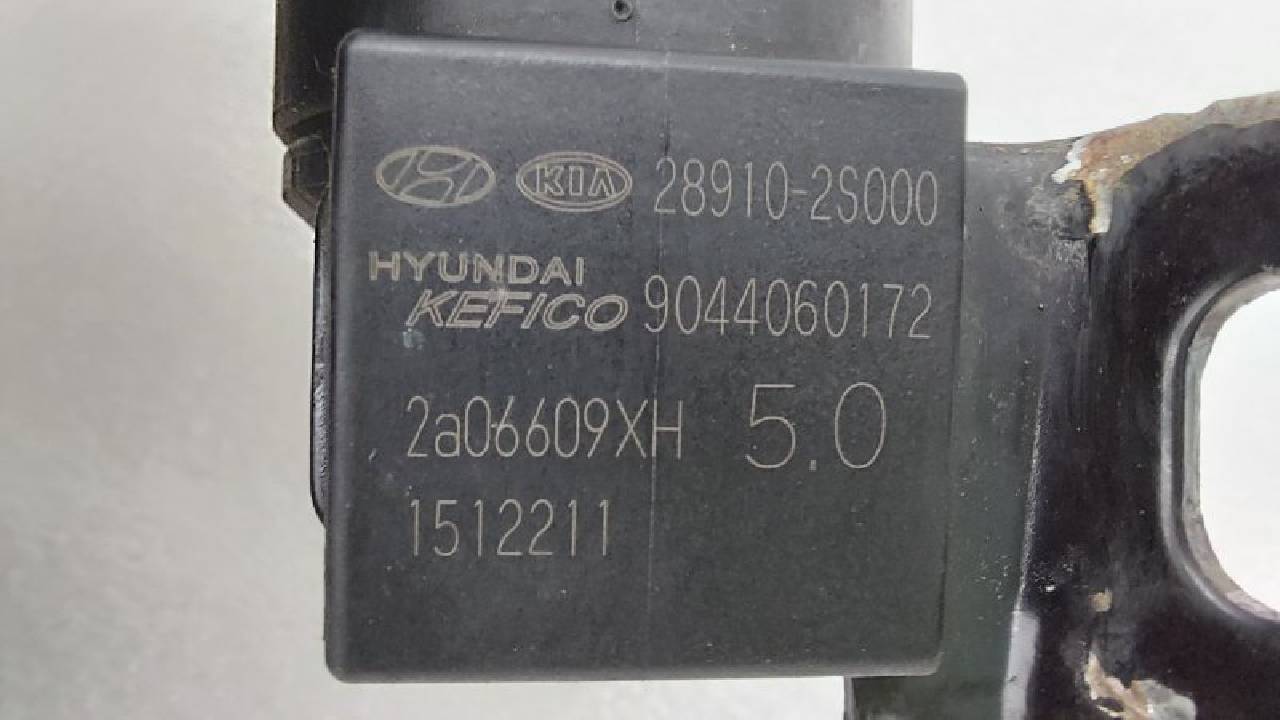 KIA 28910-2S000
HYUNDAI
KEFICO 9044060172
2a06609XH 5.0
1512211